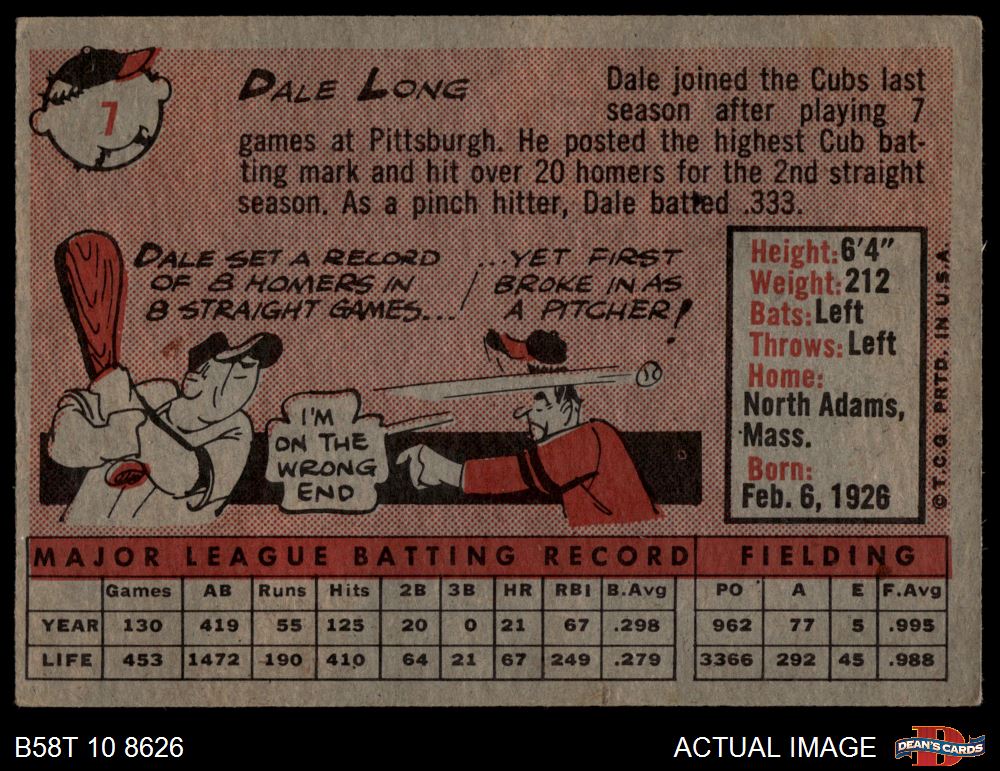 7
DALE LONG
Dale joined the Cubs last
season after playing 7
games at Pittsburgh. He posted the highest Cub bat-
ting mark and hit over 20 homers for the 2nd straight
season. As a pinch hitter, Dale batted .333.
DALE SET A RECORD
OF 8 HOMERS IN
8 STRAIGHT GAMES...
...YET FIRST
BROKE IN AS
A PITCHER!
I'M
ON THE
WRONG
END
Height: 6'4"
Weight: 212
Bats: Left
Throws: Left
Home:
North Adams,
Mass.
Born:
Feb. 6, 1926
© T.C.G. PRTD. IN U.S.A.
MAJOR LEAGUE BATTING RECORD FIELDING
Games AB Runs Hits 2B 3B HR RBI B.Avg PO A E F.Avg
YEAR 130 419 55 125 20 0 21 67 .298 962 77 5 .995
LIFE 453 1472 190 410 64 21 67 249 .279 3366 292 45 .988
B58T 10 8626
ACTUAL IMAGE
D
DEAN'S CARDS